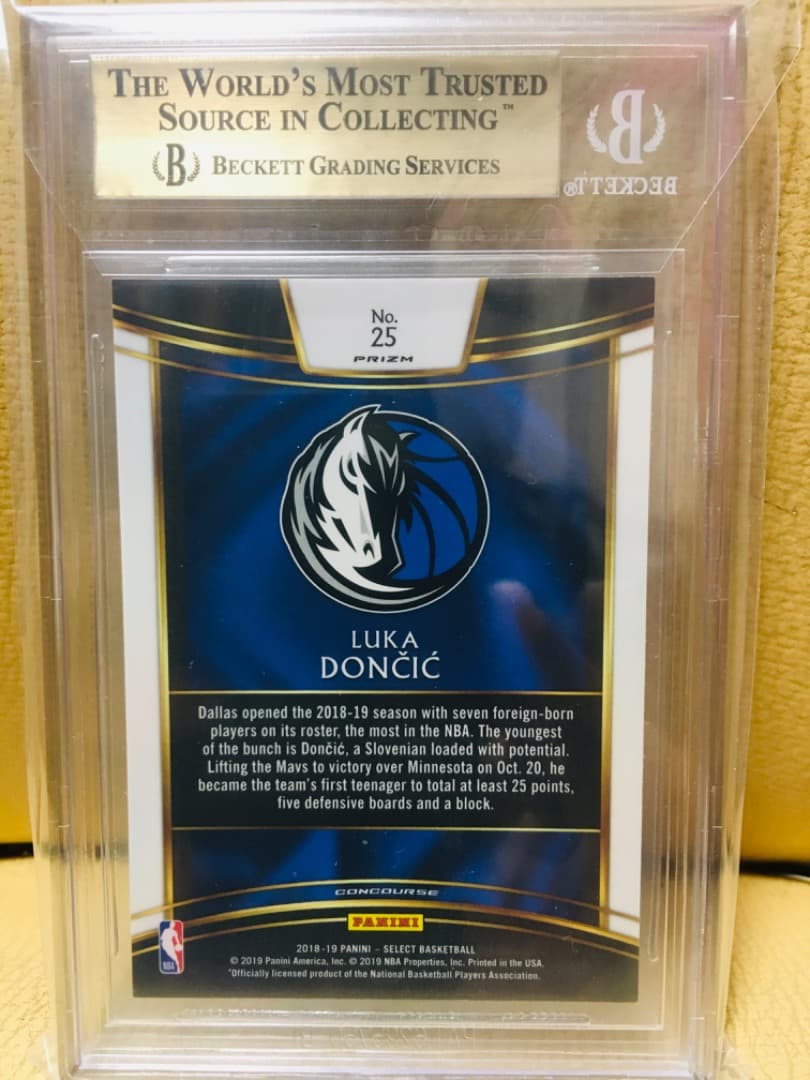 THE WORLD'S MOST TRUSTED
SOURCE IN COLLECTING™
B BECKETT GRADING SERVICES
B
BECKETT®
No.
25
PRIZM
LUKA
DONČIĆ
Dallas opened the 2018-19 season with seven foreign-born
players on its roster, the most in the NBA. The youngest
of the bunch is Dončić, a Slovenian loaded with potential.
Lifting the Mavs to victory over Minnesota on Oct. 20, he
became the team's first teenager to total at least 25 points,
five defensive boards and a block.
CONCOURSE
PANINI
NBA
2018-19 PANINI - SELECT BASKETBALL
© 2019 Panini America, Inc. © 2019 NBA Properties, Inc. Printed in the USA.
"Officially licensed product of the National Basketball Players Association.